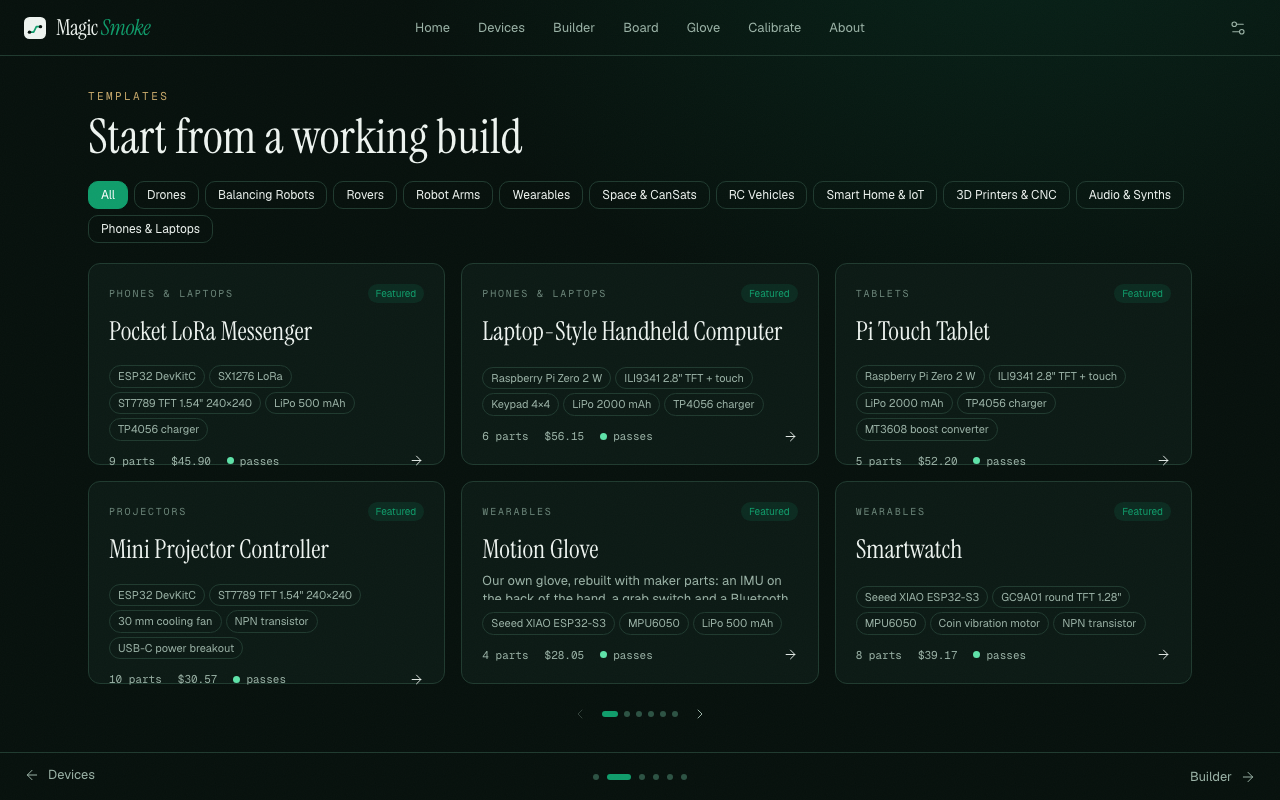 Magic Smoke
Home Devices Builder Board Glove Calibrate About
TEMPLATES
Start from a working build
All Drones Balancing Robots Rovers Robot Arms Wearables Space & CanSats RC Vehicles Smart Home & IoT 3D Printers & CNC Audio & Synths
Phones & Laptops
PHONES & LAPTOPS Featured
Pocket LoRa Messenger
ESP32 DevKitC SX1276 LoRa
ST7789 TFT 1.54" 240×240 LiPo 500 mAh
TP4056 charger
9 parts $45.90 passes
PHONES & LAPTOPS Featured
Laptop-Style Handheld Computer
Raspberry Pi Zero 2 W ILI9341 2.8" TFT + touch
Keypad 4×4 LiPo 2000 mAh TP4056 charger
6 parts $56.15 passes
TABLETS Featured
Pi Touch Tablet
Raspberry Pi Zero 2 W ILI9341 2.8" TFT + touch
LiPo 2000 mAh TP4056 charger
MT3608 boost converter
5 parts $52.20 passes
PROJECTORS Featured
Mini Projector Controller
ESP32 DevKitC ST7789 TFT 1.54" 240×240
30 mm cooling fan NPN transistor
USB-C power breakout
10 parts $30.57 passes
WEARABLES Featured
Motion Glove
Our own glove, rebuilt with maker parts: an IMU on
the back of the hand, a grab switch and a Bluetooth
Seeed XIAO ESP32-S3 MPU6050 LiPo 500 mAh
4 parts $28.05 passes
WEARABLES Featured
Smartwatch
Seeed XIAO ESP32-S3 GC9A01 round TFT 1.28"
MPU6050 Coin vibration motor NPN transistor
8 parts $39.17 passes
Devices
Builder